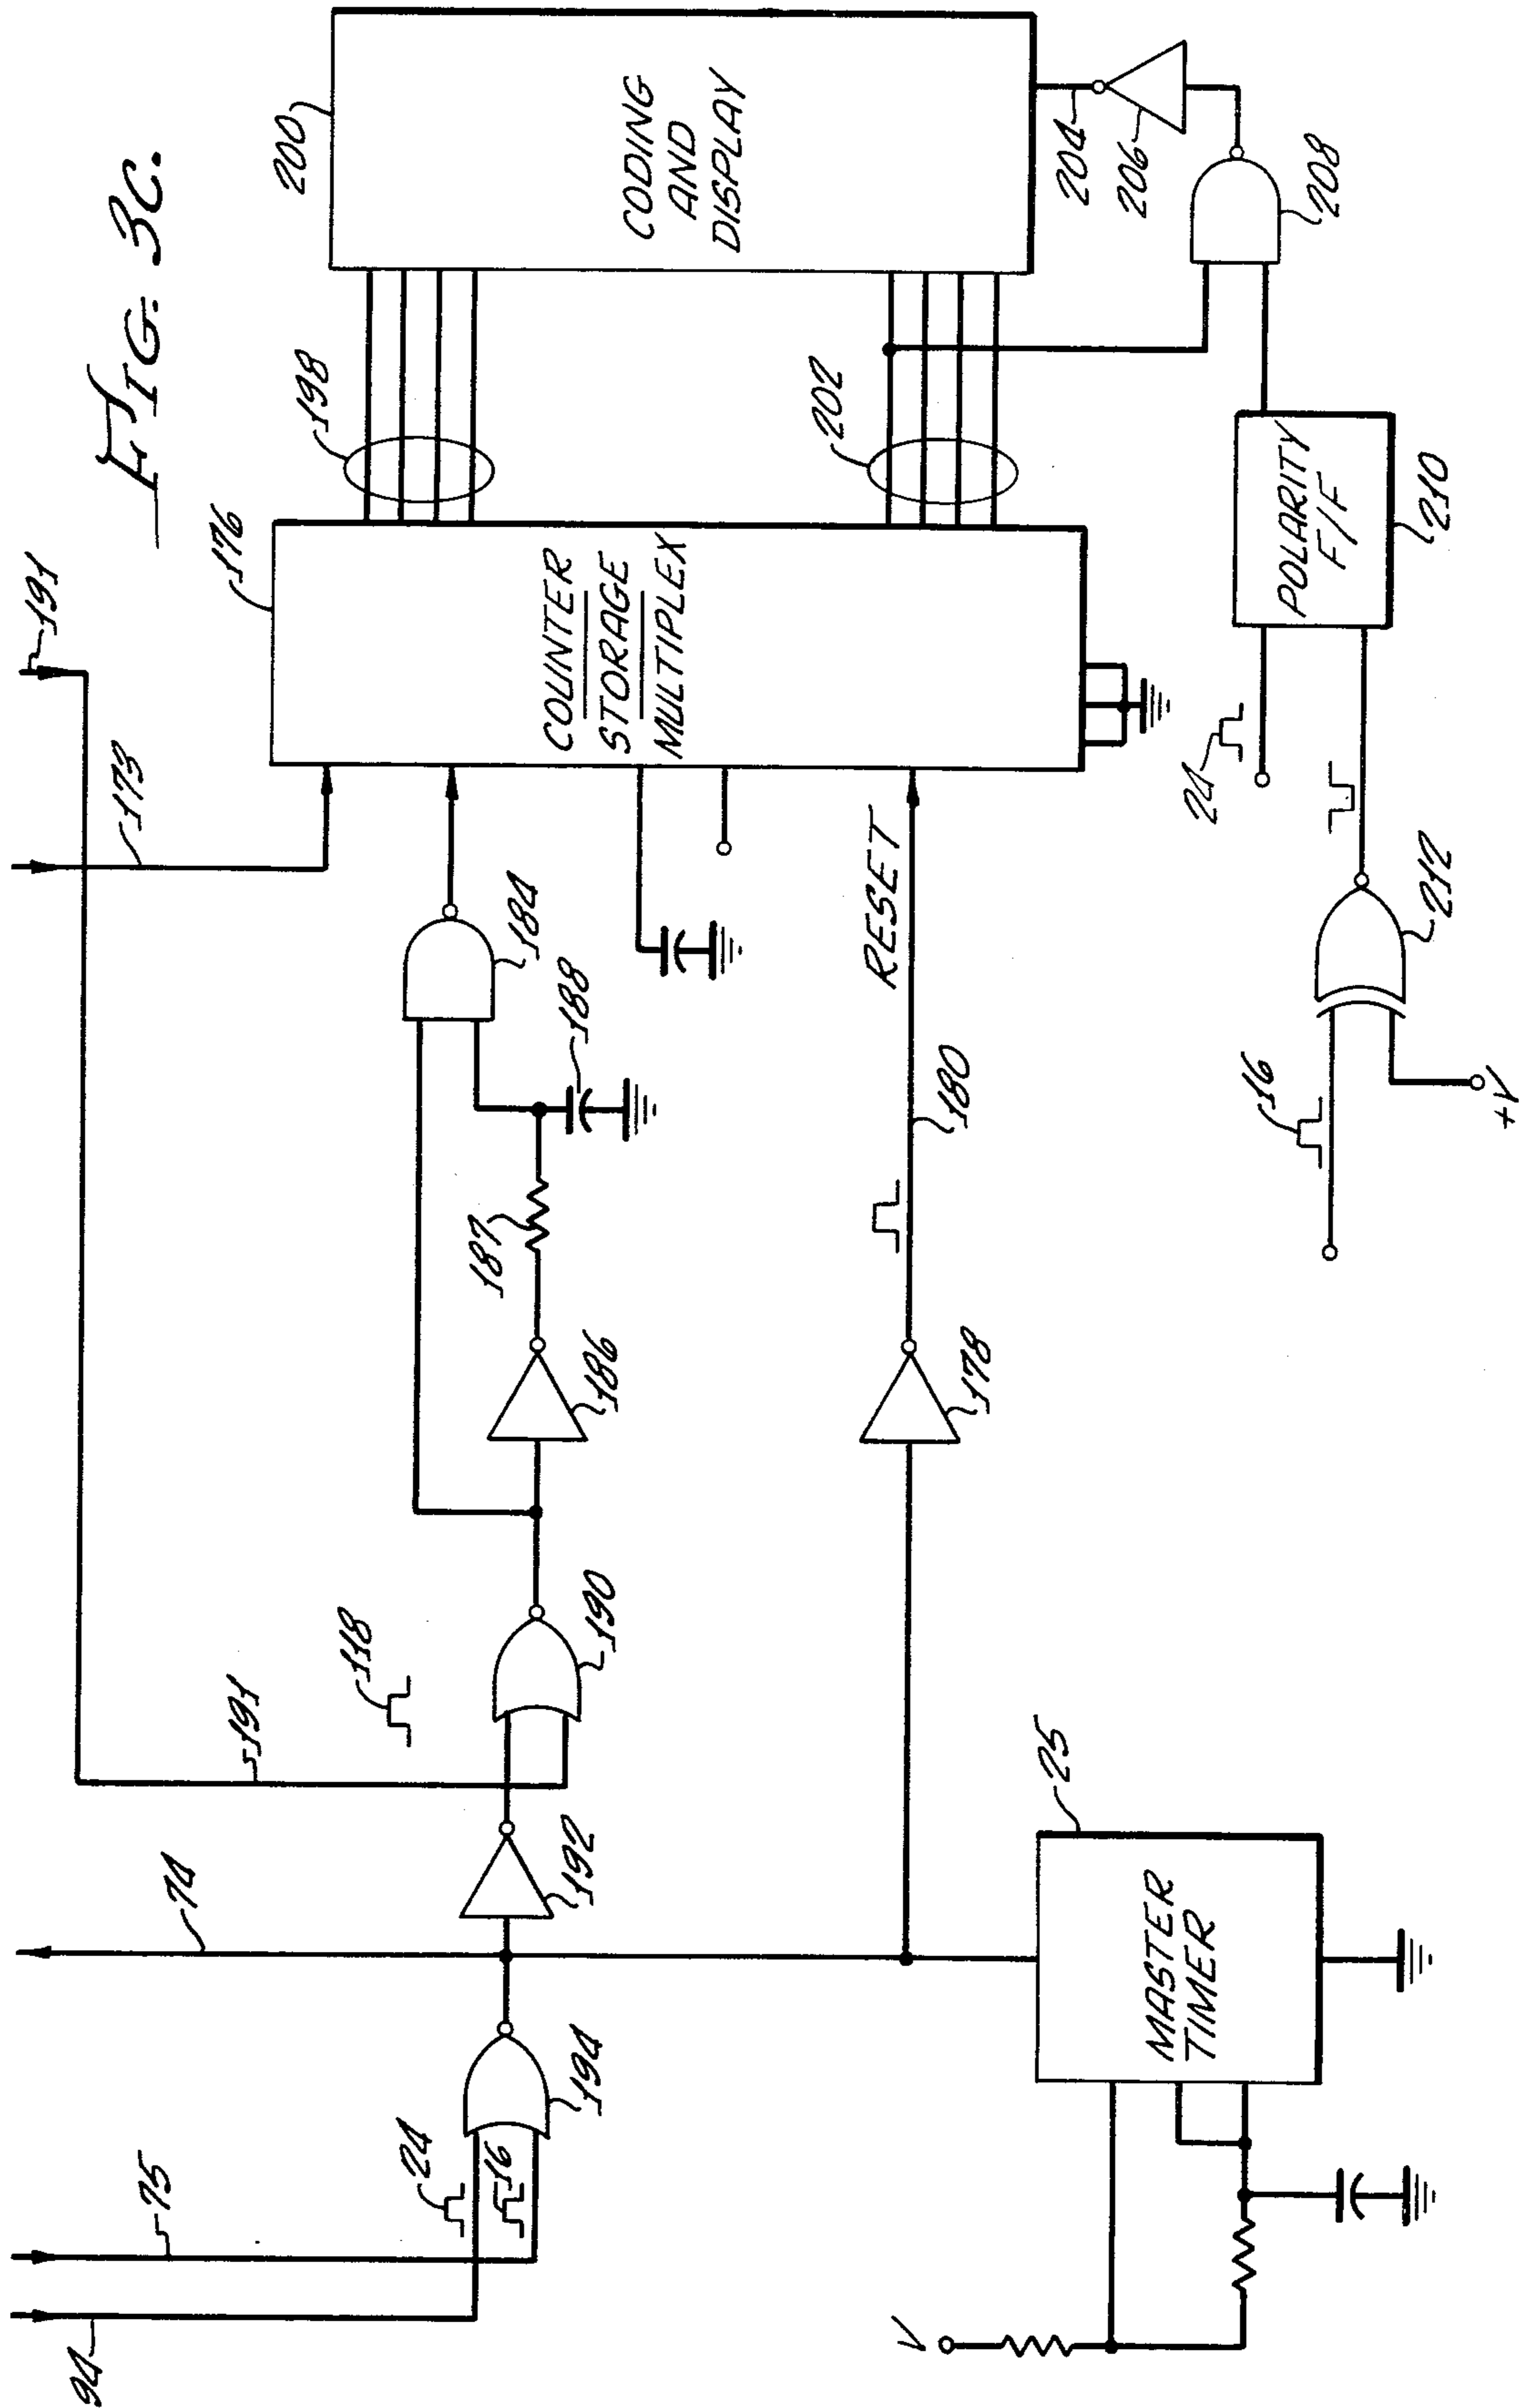 FIG. 3C.
191
173
176
198
200
COUNTER
STORAGE
MULTIPLEX
CODING
AND
DISPLAY
202
204
206
208
184
188
187
186
190
118
191
192
74
194
24
16
75
94
RESET
180
178
25
MASTER
TIMER
V
24
POLARITY
F/F
210
212
16
+V